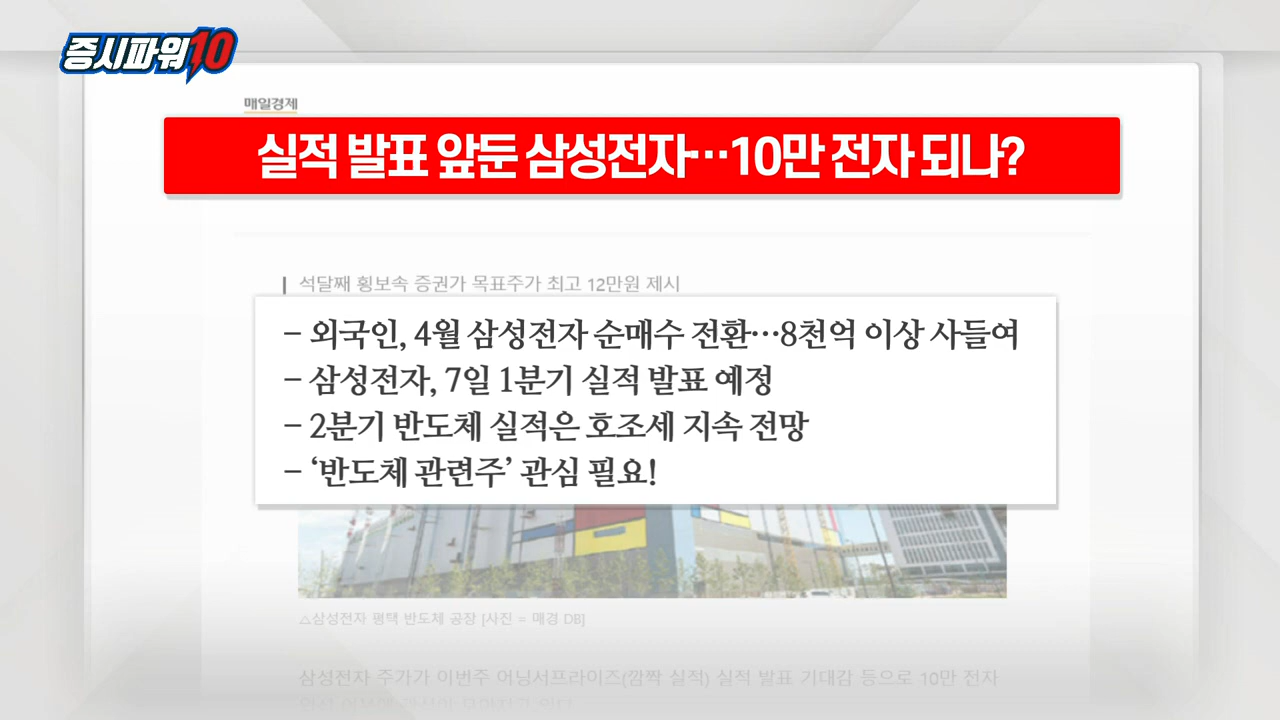 증시파워10
매일경제
실적 발표 앞둔 삼성전자…10만 전자 되나?
석달째 횡보속 증권가 목표주가 최고 12만원 제시
– 외국인, 4월 삼성전자 순매수 전환…8천억 이상 사들여
– 삼성전자, 7일 1분기 실적 발표 예정
– 2분기 반도체 실적은 호조세 지속 전망
– ‘반도체 관련주’ 관심 필요!
△삼성전자 평택 반도체 공장 [사진 = 매경 DB]
삼성전자 주가가 이번주 어닝서프라이즈(깜짝 실적) 실적 발표 기대감 등으로 10만 전자